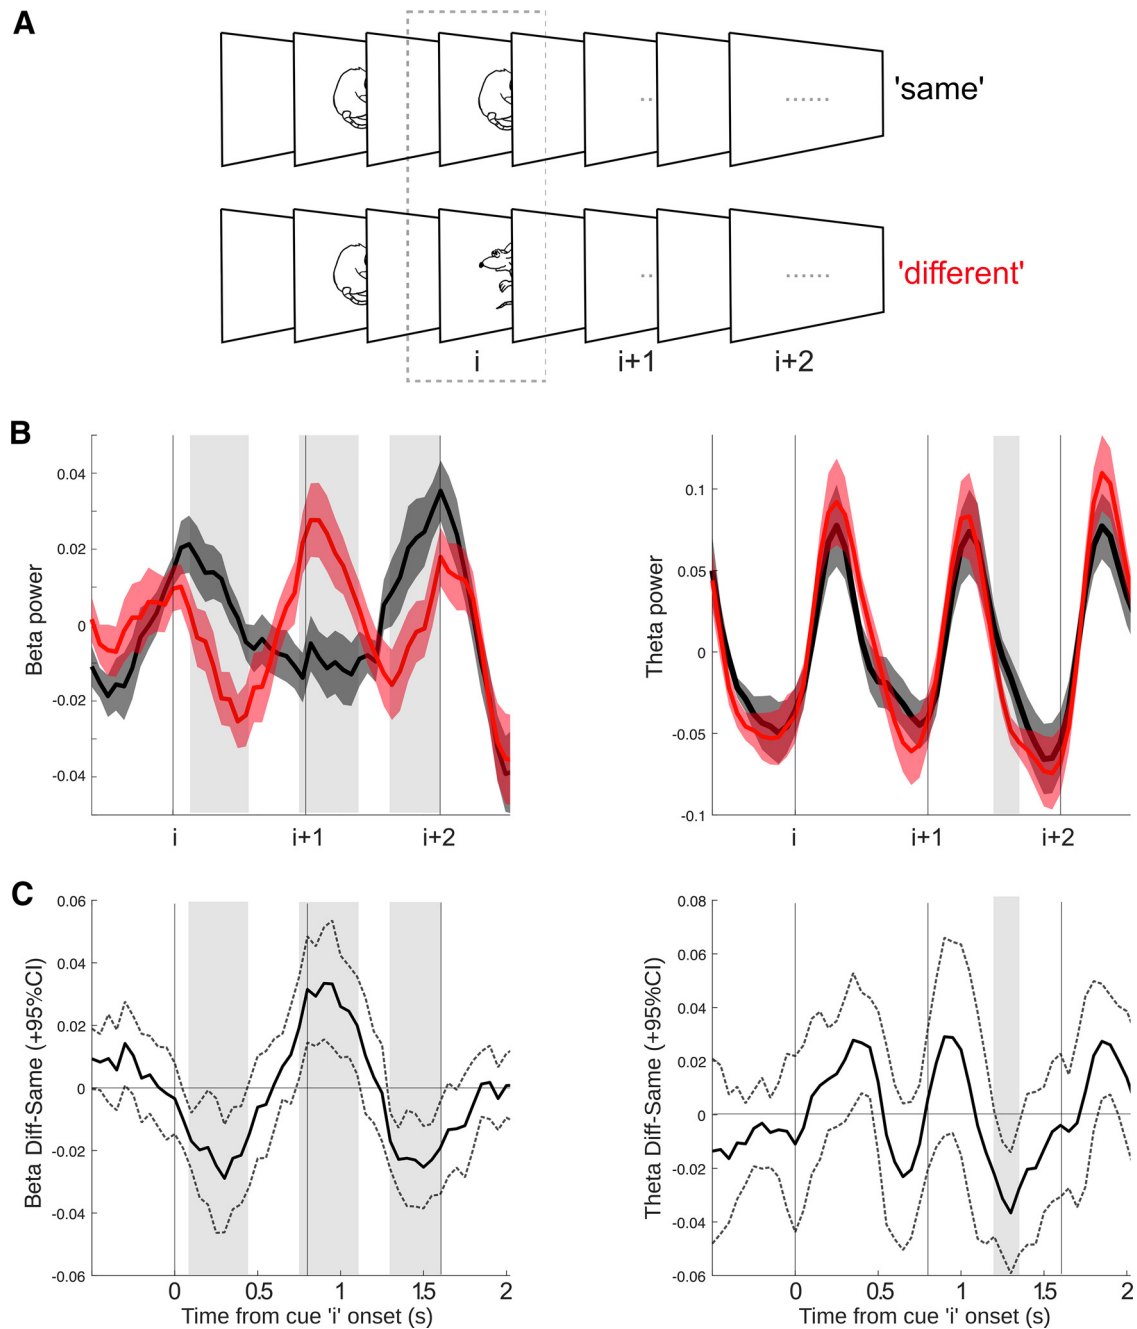 A
'same'
'different'
i
i+1
i+2
B
Beta power
0.04
0.02
0
-0.02
-0.04
i
i+1
i+2
Theta power
0.1
0.05
0
-0.05
-0.1
i
i+1
i+2
C
Beta Diff-Same (+95%CI)
0.06
0.04
0.02
0
-0.02
-0.04
-0.06
0
0.5
1
1.5
2
Time from cue 'i' onset (s)
Theta Diff-Same (+95%CI)
0.08
0.06
0.04
0.02
0
-0.02
-0.04
-0.06
0
0.5
1
1.5
2
Time from cue 'i' onset (s)